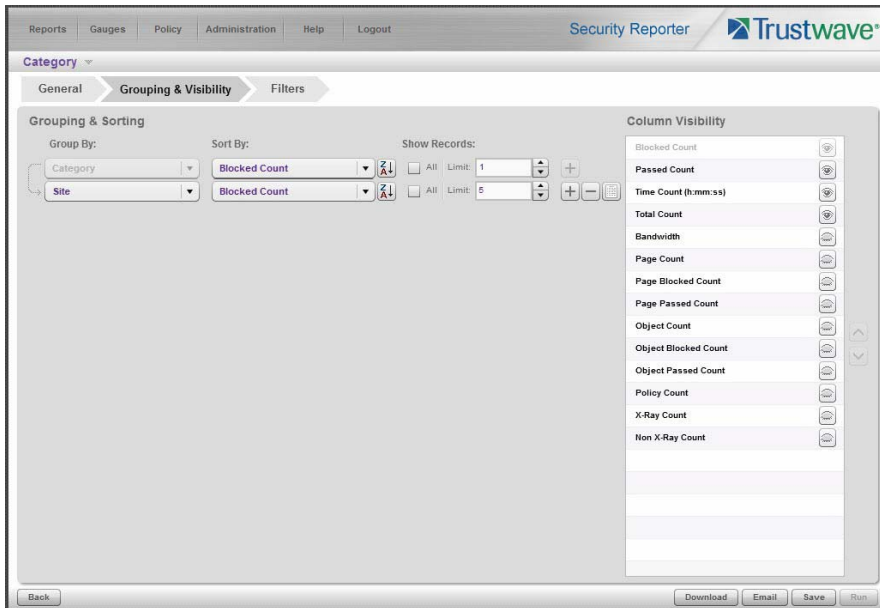 Reports Gauges Policy Administration Help Logout Security Reporter Trustwave®
Category
General Grouping & Visibility Filters
Grouping & Sorting
Group By: Sort By: Show Records:
Category Blocked Count ZA All Limit: 1
Site Blocked Count ZA All Limit: 5
Column Visibility
Blocked Count
Passed Count
Time Count (h:mm:ss)
Total Count
Bandwidth
Page Count
Page Blocked Count
Page Passed Count
Object Count
Object Blocked Count
Object Passed Count
Policy Count
X-Ray Count
Non X-Ray Count
Back Download Email Save Run